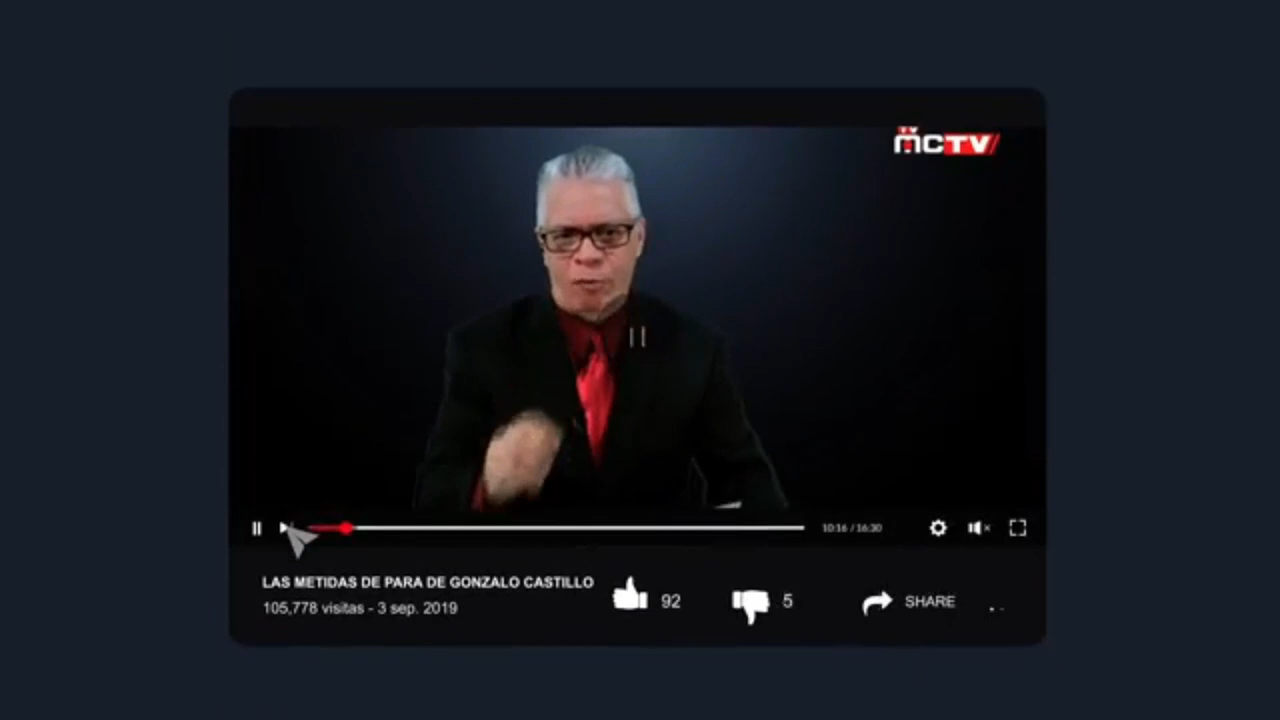 TV
MCTV
10:16 / 16:30
LAS METIDAS DE PARA DE GONZALO CASTILLO
92
5
SHARE
105,778 visitas - 3 sep. 2019